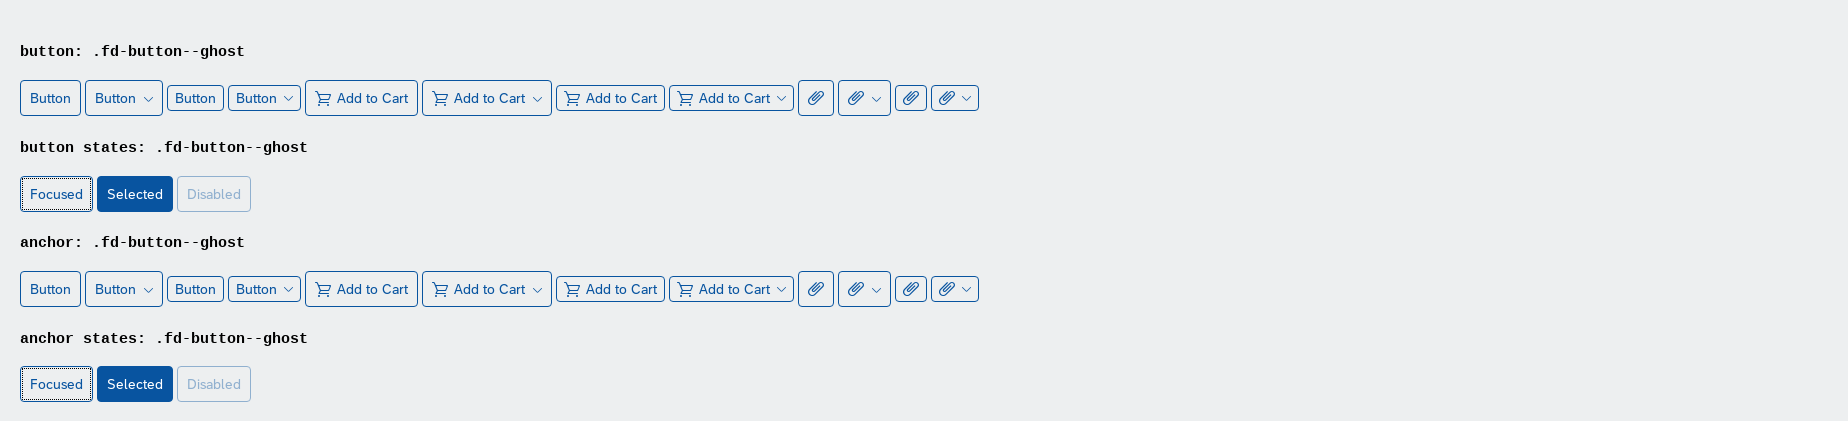 button: .fd-button--ghost
Button Button Button Button Add to Cart Add to Cart Add to Cart Add to Cart
button states: .fd-button--ghost
Focused Selected Disabled
anchor: .fd-button--ghost
Button Button Button Button Add to Cart Add to Cart Add to Cart Add to Cart
anchor states: .fd-button--ghost
Focused Selected Disabled